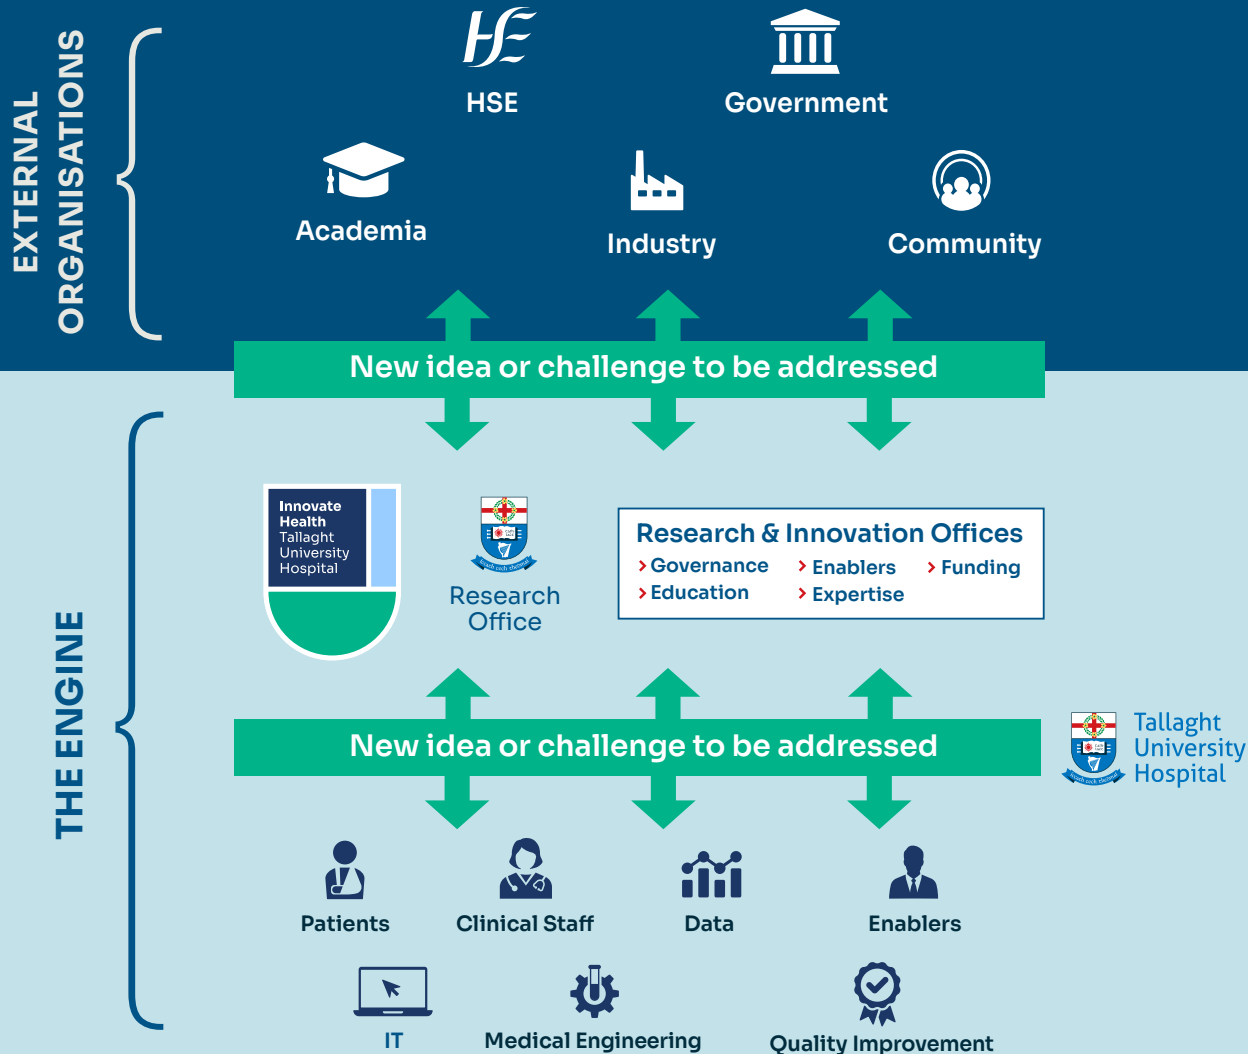 EXTERNAL
ORGANISATIONS
HSE
Government
Academia
Industry
Community
New idea or challenge to be addressed
THE ENGINE
Innovate
Health
Tallaght
University
Hospital
Research
Office
Research & Innovation Offices
> Governance
> Enablers
> Funding
> Education
> Expertise
New idea or challenge to be addressed
Tallaght
University
Hospital
Patients
Clinical Staff
Data
Enablers
IT
Medical Engineering
Quality Improvement